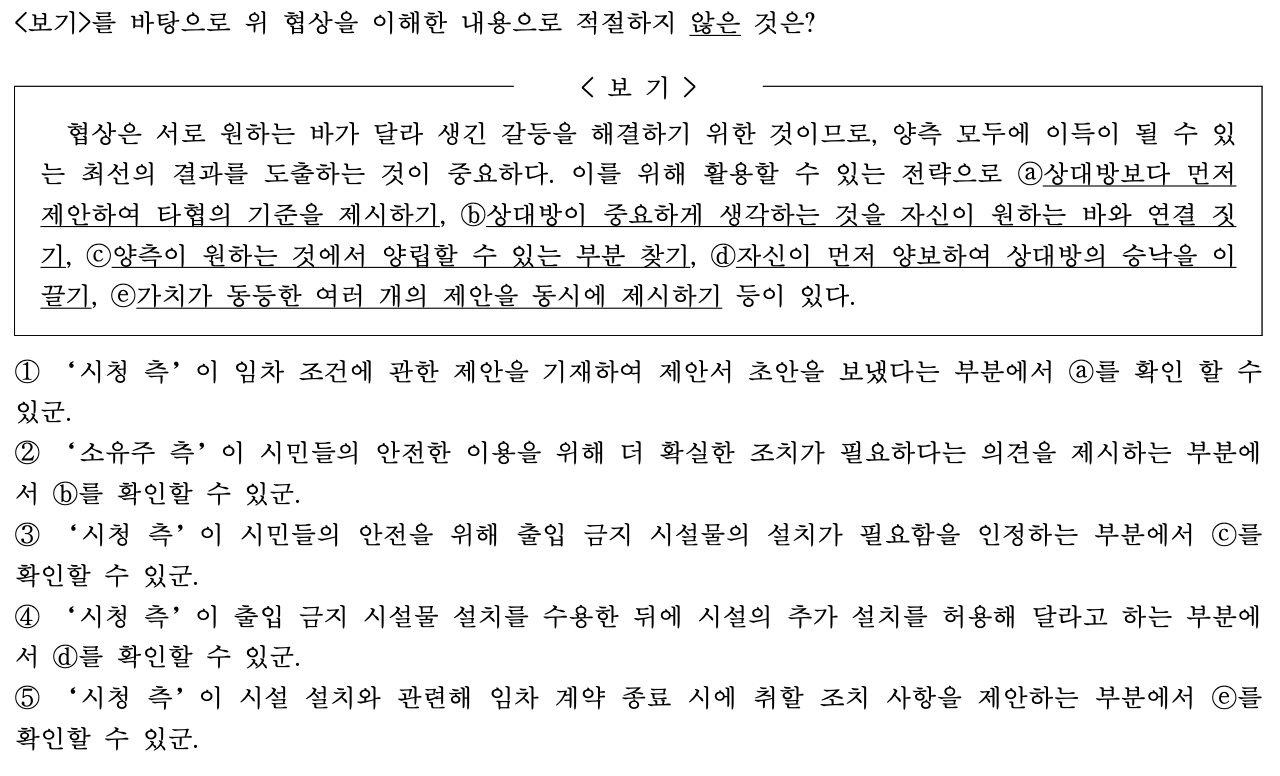 <보기>를 바탕으로 위 협상을 이해한 내용으로 적절하지 않은 것은?
< 보 기 >
협상은 서로 원하는 바가 달라 생긴 갈등을 해결하기 위한 것이므로, 양측 모두에 이득이 될 수 있
는 최선의 결과를 도출하는 것이 중요하다. 이를 위해 활용할 수 있는 전략으로 ⓐ상대방보다 먼저
제안하여 타협의 기준을 제시하기, ⓑ상대방이 중요하게 생각하는 것을 자신이 원하는 바와 연결 짓
기, ⓒ양측이 원하는 것에서 양립할 수 있는 부분 찾기, ⓓ자신이 먼저 양보하여 상대방의 승낙을 이
끌기, ⓔ가치가 동등한 여러 개의 제안을 동시에 제시하기 등이 있다.
① ‘시청 측’이 임차 조건에 관한 제안을 기재하여 제안서 초안을 보냈다는 부분에서 ⓐ를 확인 할 수
있군.
② ‘소유주 측’이 시민들의 안전한 이용을 위해 더 확실한 조치가 필요하다는 의견을 제시하는 부분에
서 ⓑ를 확인할 수 있군.
③ ‘시청 측’이 시민들의 안전을 위해 출입 금지 시설물의 설치가 필요함을 인정하는 부분에서 ⓒ를
확인할 수 있군.
④ ‘시청 측’이 출입 금지 시설물 설치를 수용한 뒤에 시설의 추가 설치를 허용해 달라고 하는 부분에
서 ⓓ를 확인할 수 있군.
⑤ ‘시청 측’이 시설 설치와 관련해 임차 계약 종료 시에 취할 조치 사항을 제안하는 부분에서 ⓔ를
확인할 수 있군.